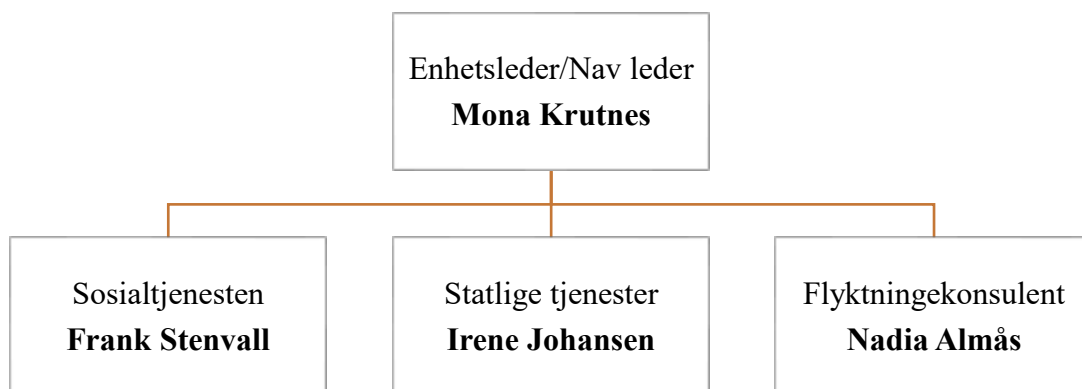 Enhetsleder/Nav leder
Mona Krutnes
Sosialtjenesten
Frank Stenvall
Statlige tjenester
Irene Johansen
Flyktningekonsulent
Nadia Almås